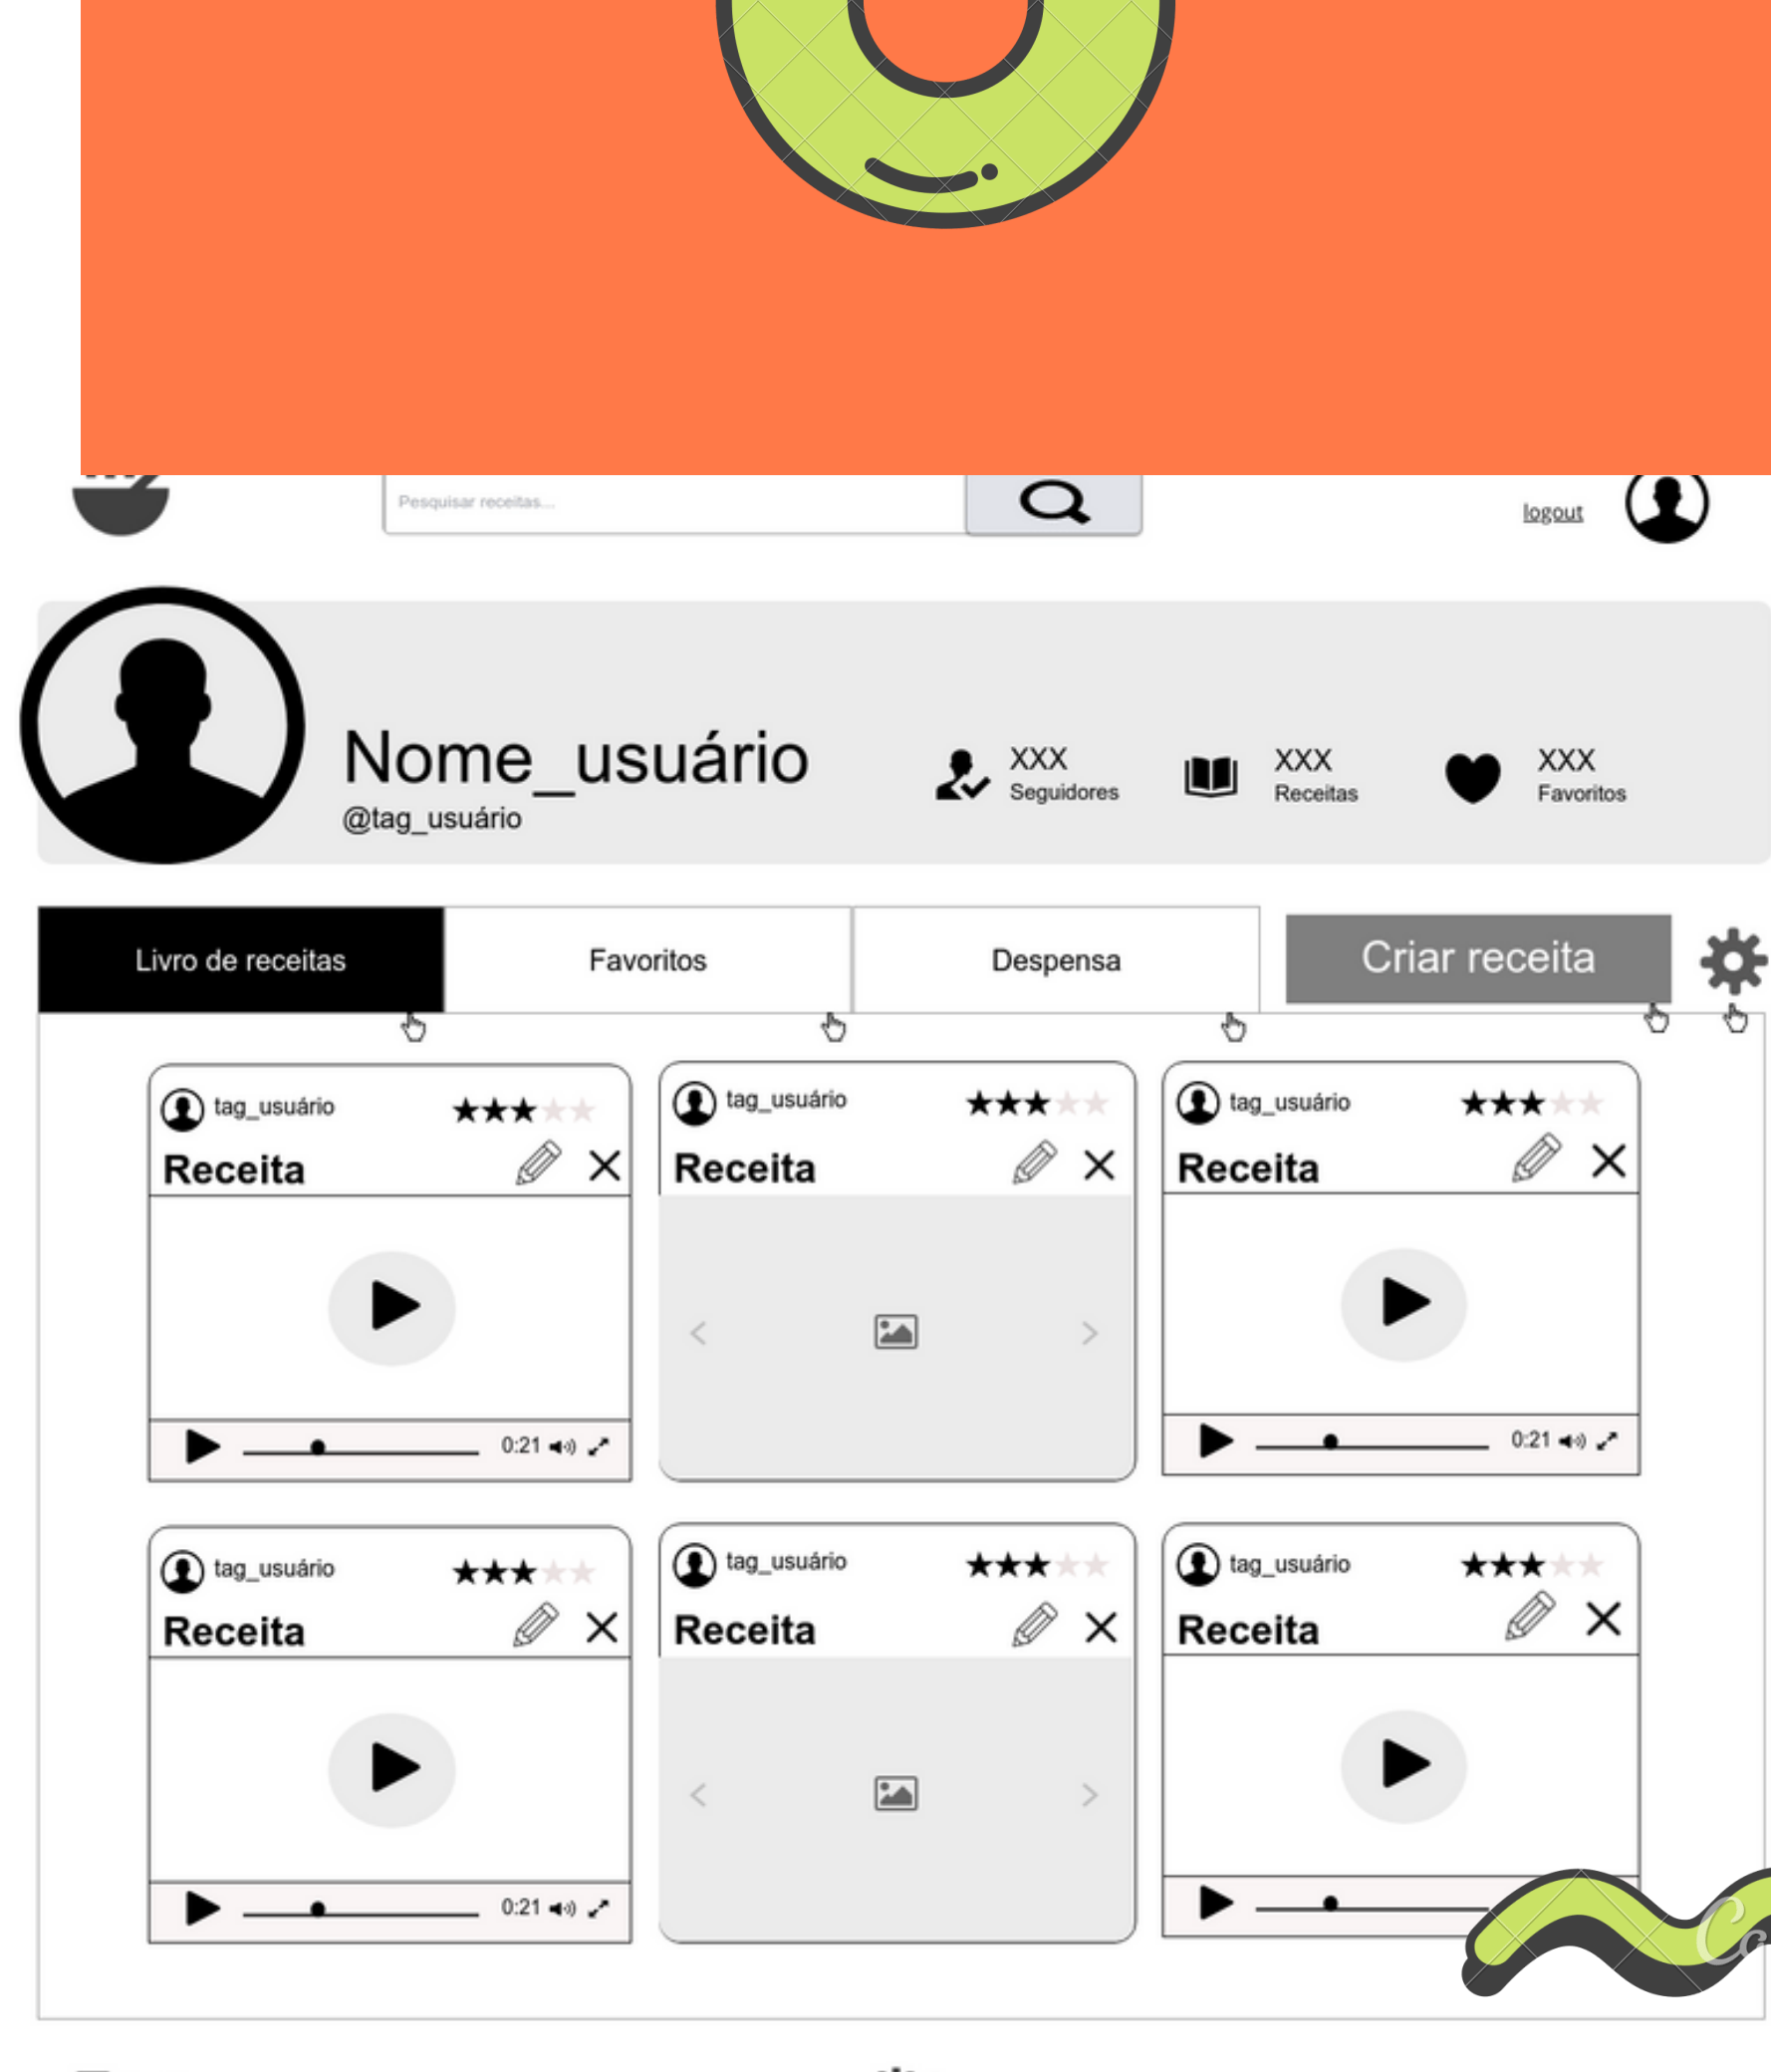 Pesquisar receitas...
logout
Nome_usuário
@tag_usuário
XXX
Seguidores
XXX
Receitas
XXX
Favoritos
Livro de receitas
Favoritos
Despensa
Criar receita
tag_usuário
Receita
0:21
tag_usuário
Receita
tag_usuário
Receita
0:21
tag_usuário
Receita
0:21
tag_usuário
Receita
tag_usuário
Receita